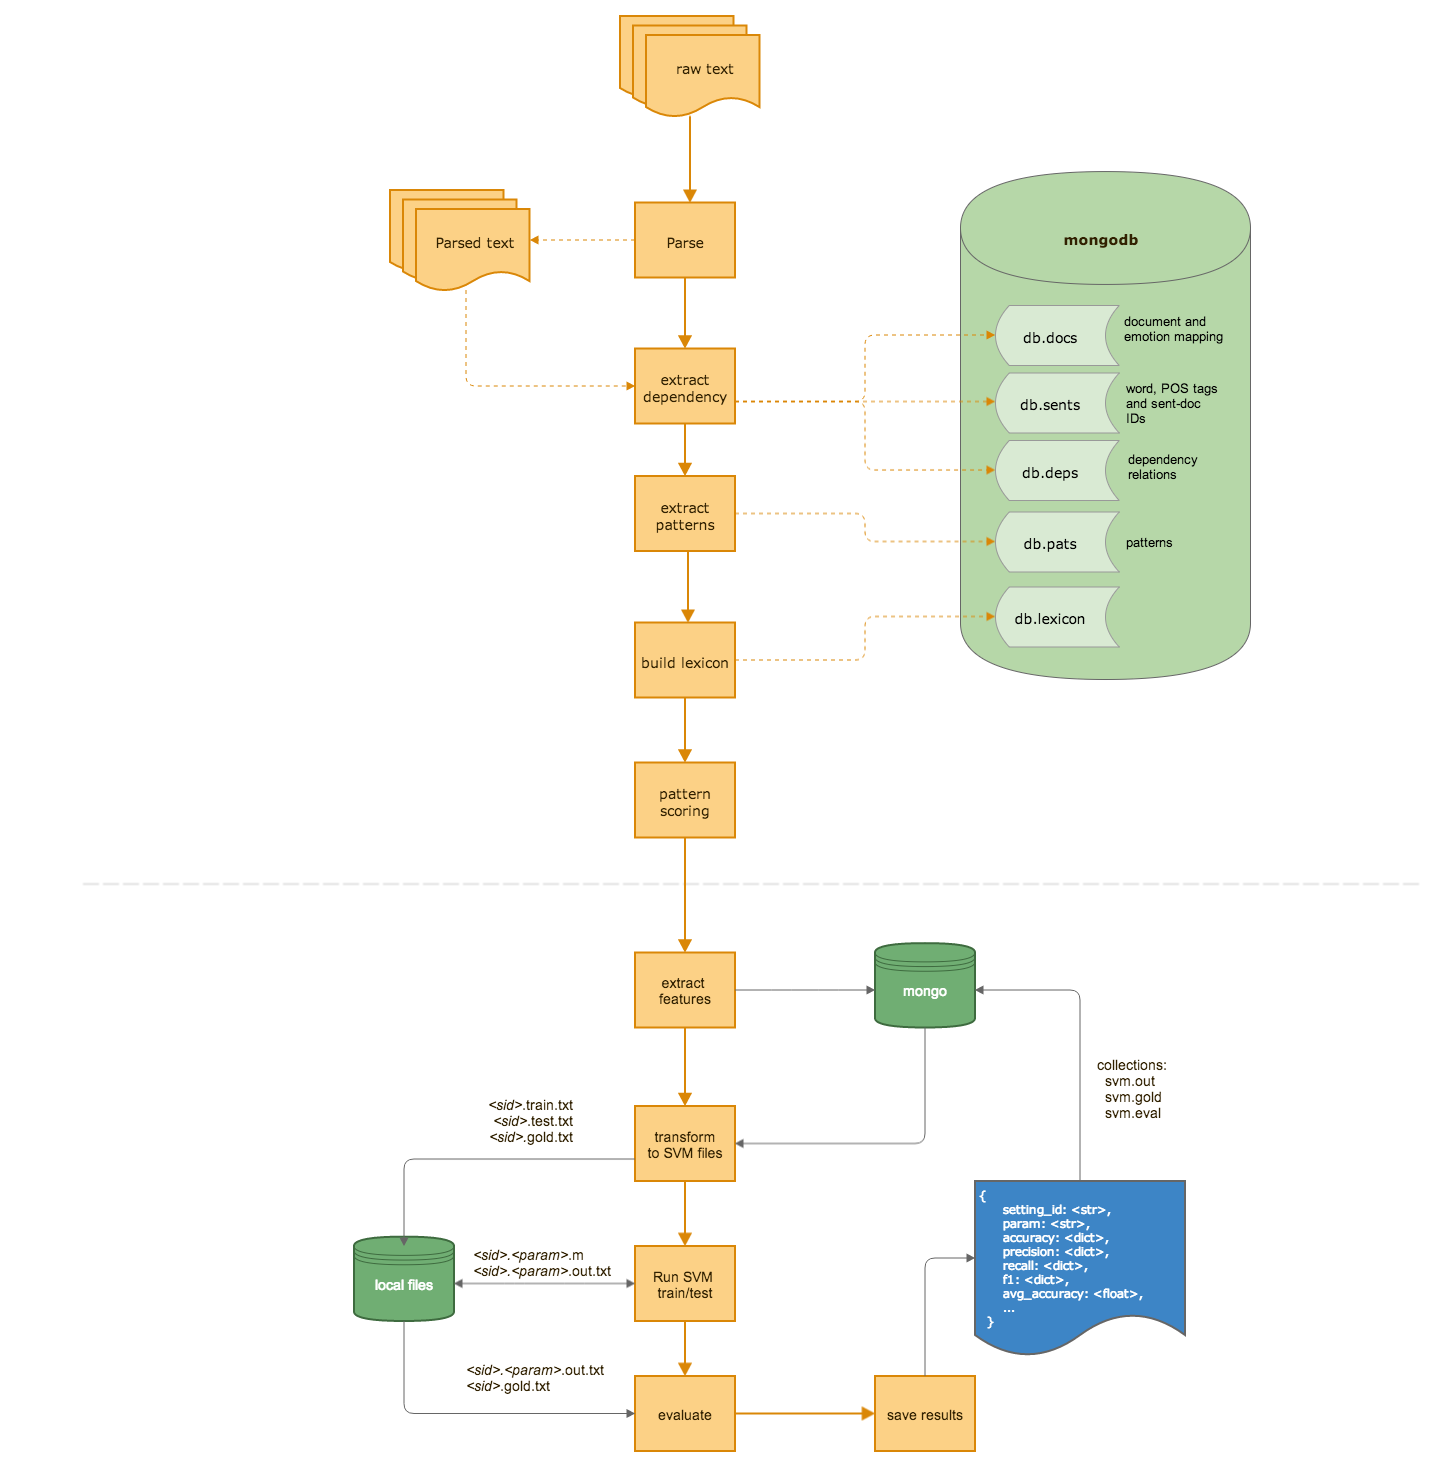 raw text
Parsed text
Parse
mongodb
extract
dependency
db.docs
document and
emotion mapping
db.sents
word, POS tags
and sent-doc
IDs
db.deps
dependency
relations
extract
patterns
db.pats
patterns
build lexicon
db.lexicon
pattern
scoring
extract
features
mongo
collections:
svm.out
svm.gold
svm.eval
<sid>.train.txt
<sid>.test.txt
<sid>.gold.txt
transform
to SVM files
{
setting_id: <str>,
param: <str>,
accuracy: <dict>,
precision: <dict>,
recall: <dict>,
f1: <dict>,
avg_accuracy: <float>,
...
}
local files
<sid>.<param>.m
<sid>.<param>.out.txt
Run SVM
train/test
<sid>.<param>.out.txt
<sid>.gold.txt
evaluate
save results